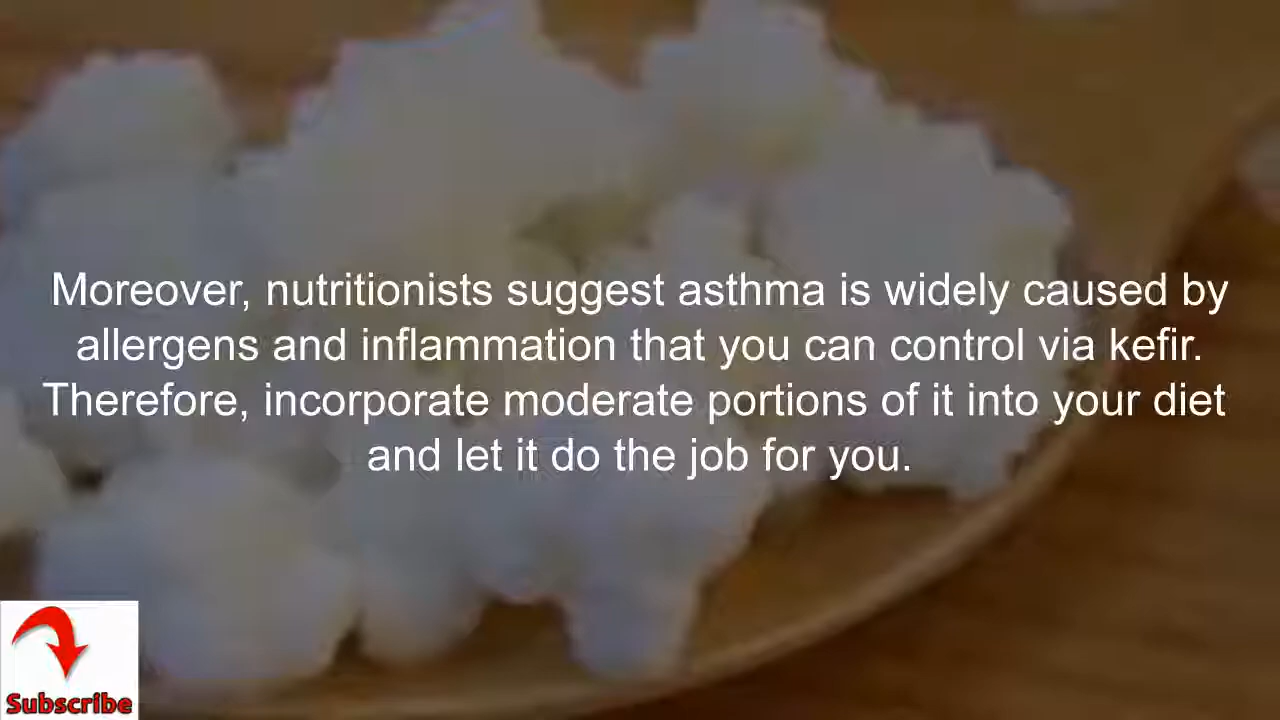 Moreover, nutritionists suggest asthma is widely caused by
allergens and inflammation that you can control via kefir.
Therefore, incorporate moderate portions of it into your diet
and let it do the job for you.
Subscribe